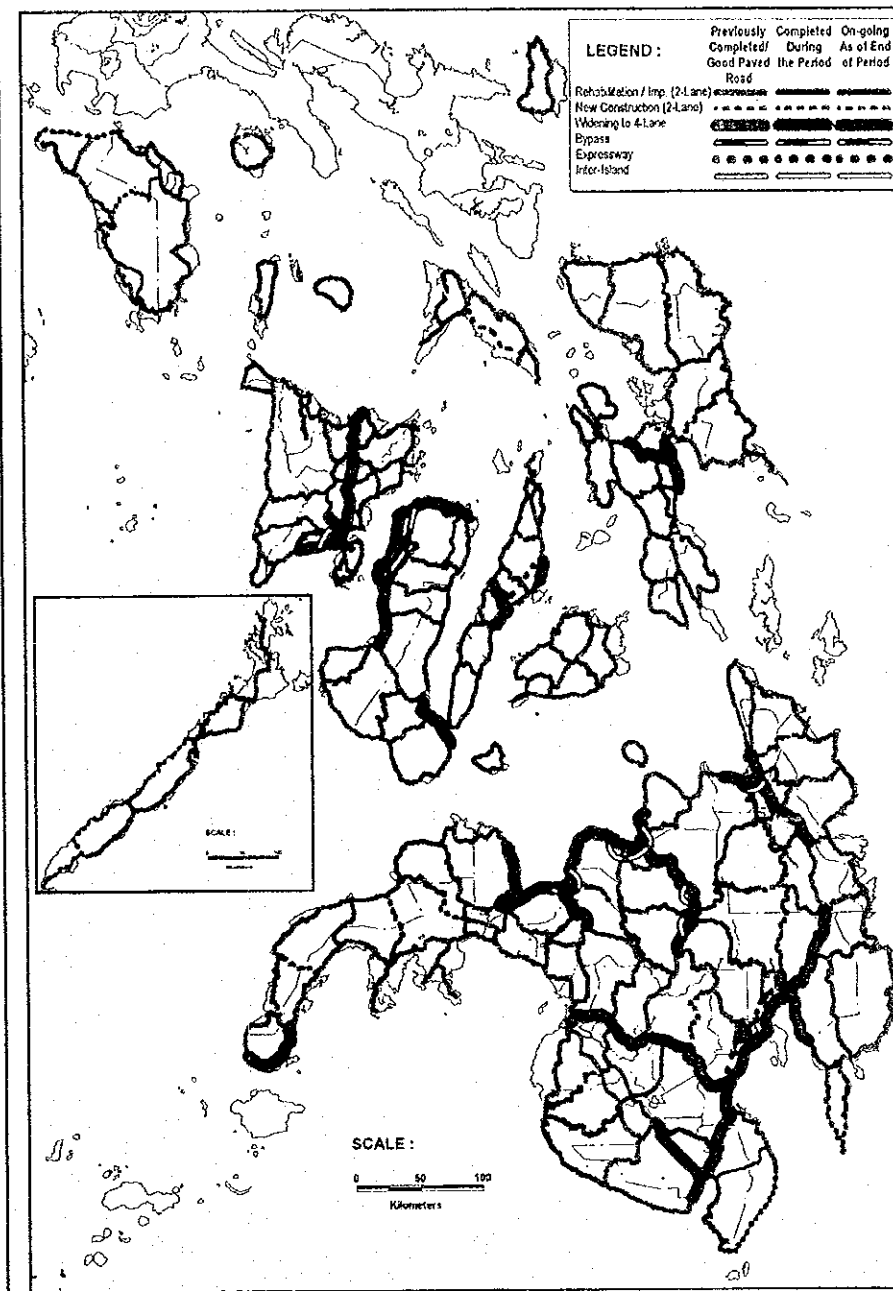 LEGEND :
Previously Completed/ Good Paved Road
Completed During the Period
On-going As of End of Period
Rehabilitation / Imp. (2-Lane)
New Construction (2-Lane)
Widening to 4-Lane
Bypass
Expressway
Inter-Island
SCALE :
SCALE :
0 50 100
Kilometers